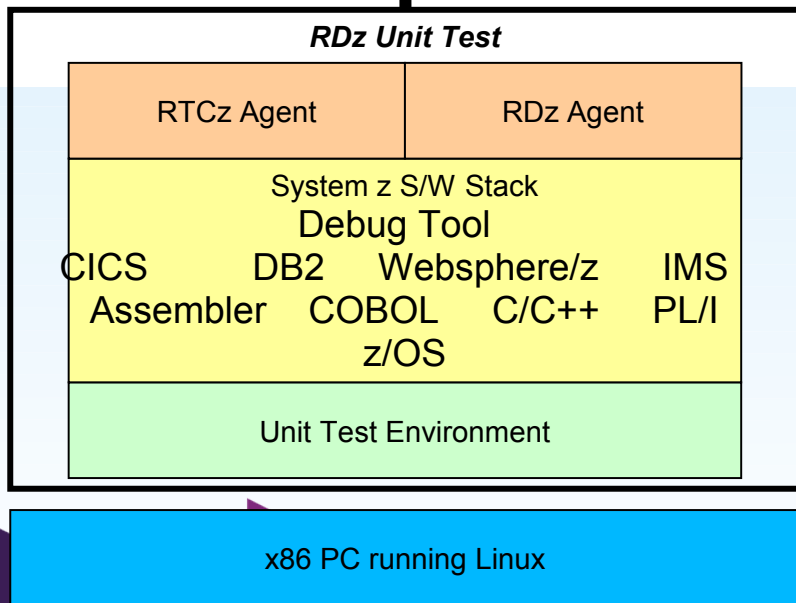 RDz Unit Test
RTCz Agent RDz Agent
System z S/W Stack
Debug Tool
CICS DB2 Websphere/z IMS
Assembler COBOL C/C++ PL/I
z/OS
Unit Test Environment
x86 PC running Linux